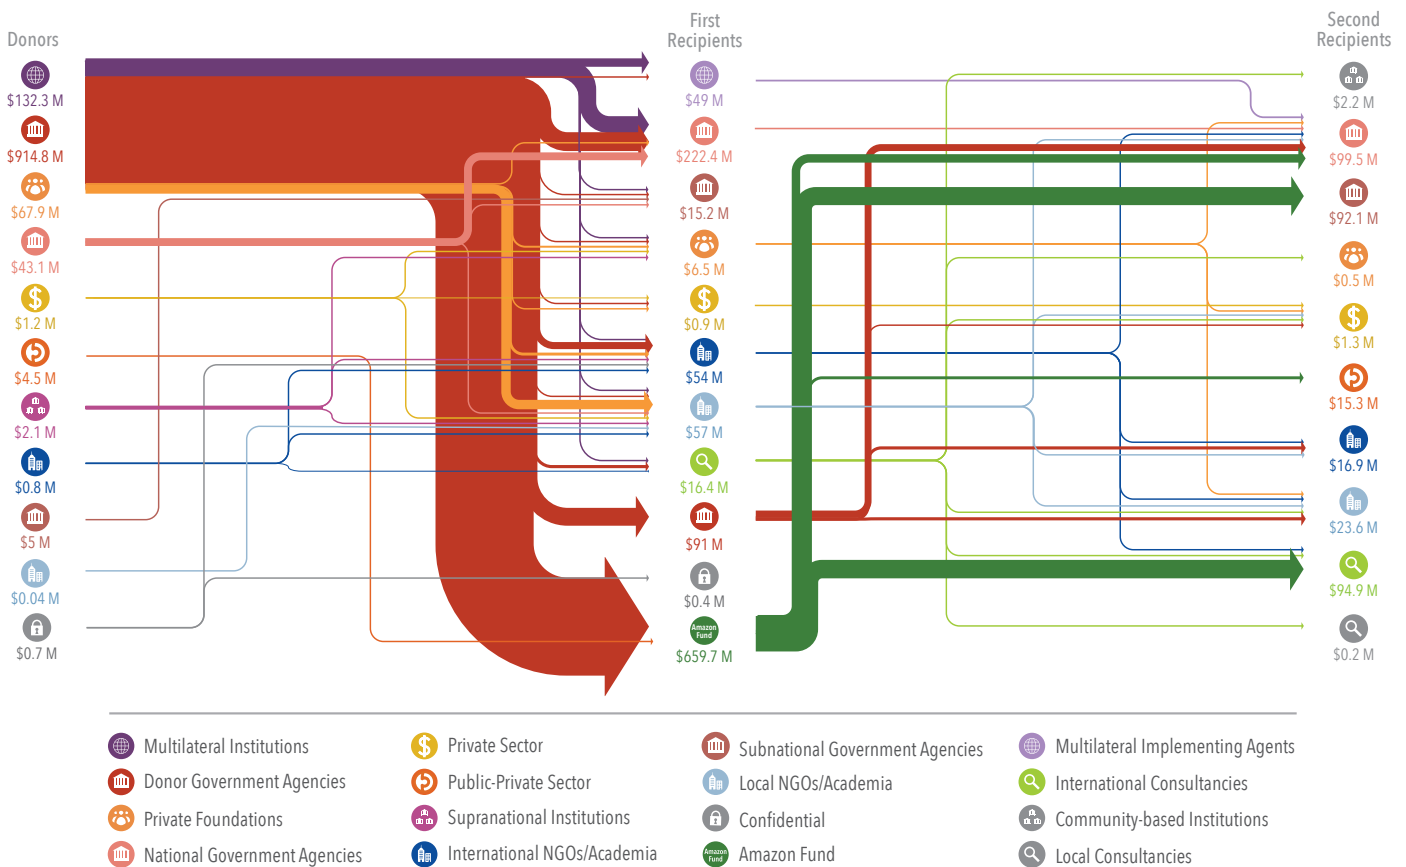 Donors
First
Recipients
Second
Recipients
$132.3 M
$914.8 M
$67.9 M
$43.1 M
$1.2 M
$4.5 M
$2.1 M
$0.8 M
$5 M
$0.04 M
$0.7 M
$49 M
$222.4 M
$15.2 M
$6.5 M
$0.9 M
$54 M
$57 M
$16.4 M
$91 M
$0.4 M
Amazon
Fund
$659.7 M
$2.2 M
$99.5 M
$92.1 M
$0.5 M
$1.3 M
$15.3 M
$16.9 M
$23.6 M
$94.9 M
$0.2 M
Multilateral Institutions
Donor Government Agencies
Private Foundations
National Government Agencies
$ Private Sector
Public-Private Sector
Supranational Institutions
International NGOs/Academia
Subnational Government Agencies
Local NGOs/Academia
Confidential
Amazon
Fund
Amazon Fund
Multilateral Implementing Agents
International Consultancies
Community-based Institutions
Local Consultancies